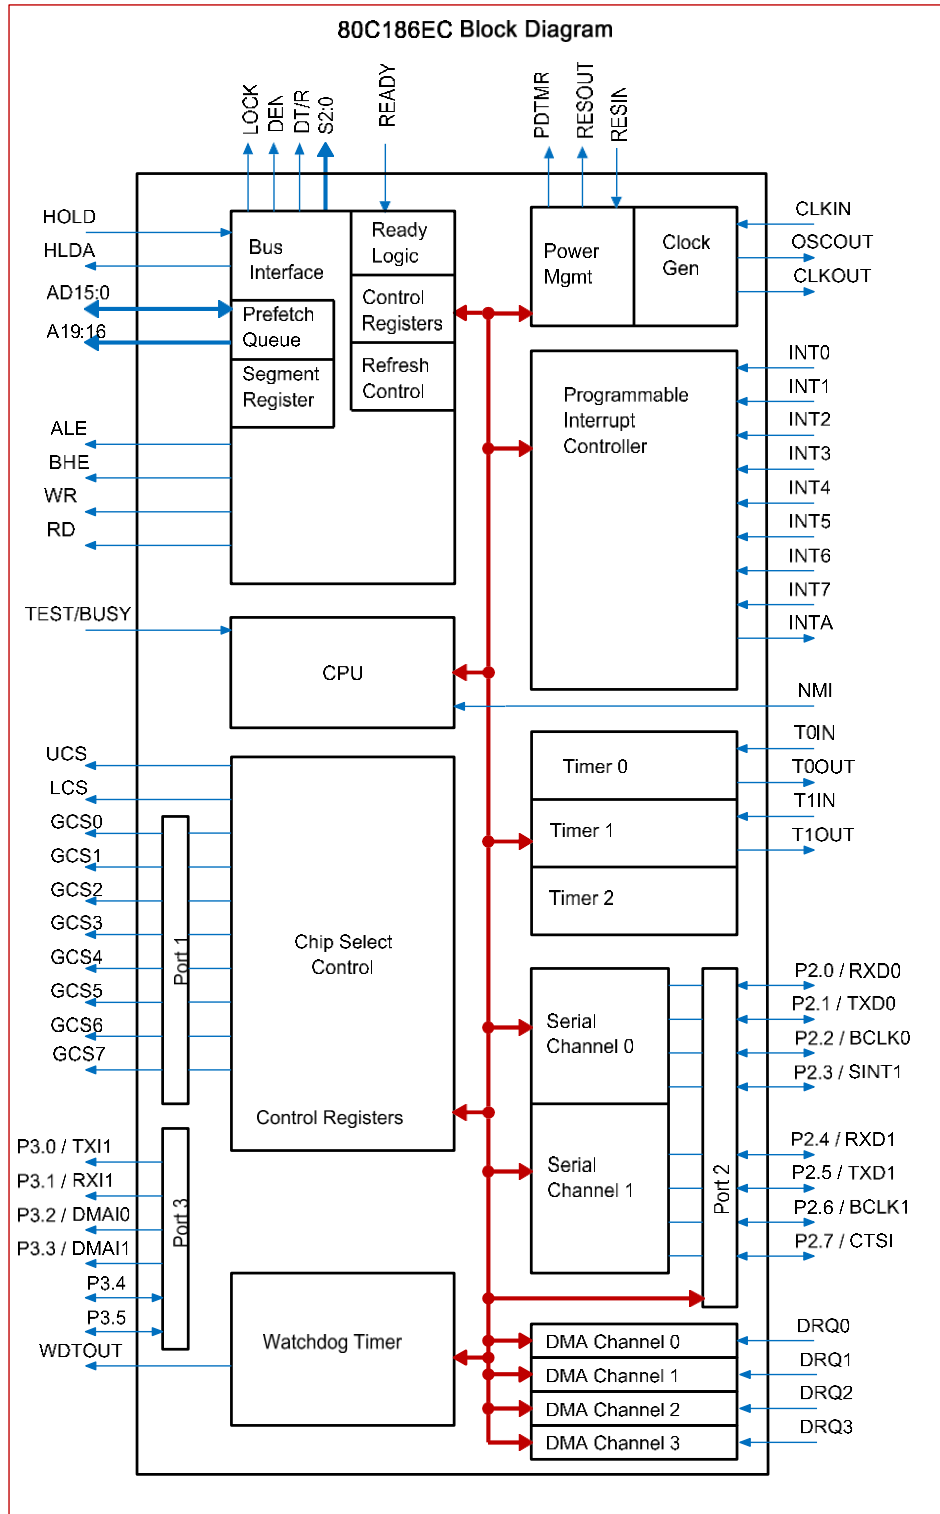 80C186EC Block Diagram
LOCK
DEN
DT/R
S2:0
READY
PDTMR
RESOUT
RESIN
HOLD
HLDA
AD15:0
A19:16
ALE
BHE
WR
RD
Bus
Interface
Ready
Logic
Prefetch
Queue
Control
Registers
Segment
Register
Refresh
Control
Power
Mgmt
Clock
Gen
CLKIN
OSCOUT
CLKOUT
Programmable
Interrupt
Controller
INT0
INT1
INT2
INT3
INT4
INT5
INT6
INT7
INTA
TEST/BUSY
CPU
NMI
UCS
LCS
GCS0
GCS1
GCS2
GCS3
GCS4
GCS5
GCS6
GCS7
Port 1
Chip Select
Control
Control Registers
Timer 0
Timer 1
Timer 2
T0IN
T0OUT
T1IN
T1OUT
Serial
Channel 0
Serial
Channel 1
Port 2
P2.0 / RXD0
P2.1 / TXD0
P2.2 / BCLK0
P2.3 / SINT1
P2.4 / RXD1
P2.5 / TXD1
P2.6 / BCLK1
P2.7 / CTSI
P3.0 / TXI1
P3.1 / RXI1
P3.2 / DMAI0
P3.3 / DMAI1
P3.4
P3.5
WDTOUT
Port 3
Watchdog Timer
DMA Channel 0
DMA Channel 1
DMA Channel 2
DMA Channel 3
DRQ0
DRQ1
DRQ2
DRQ3